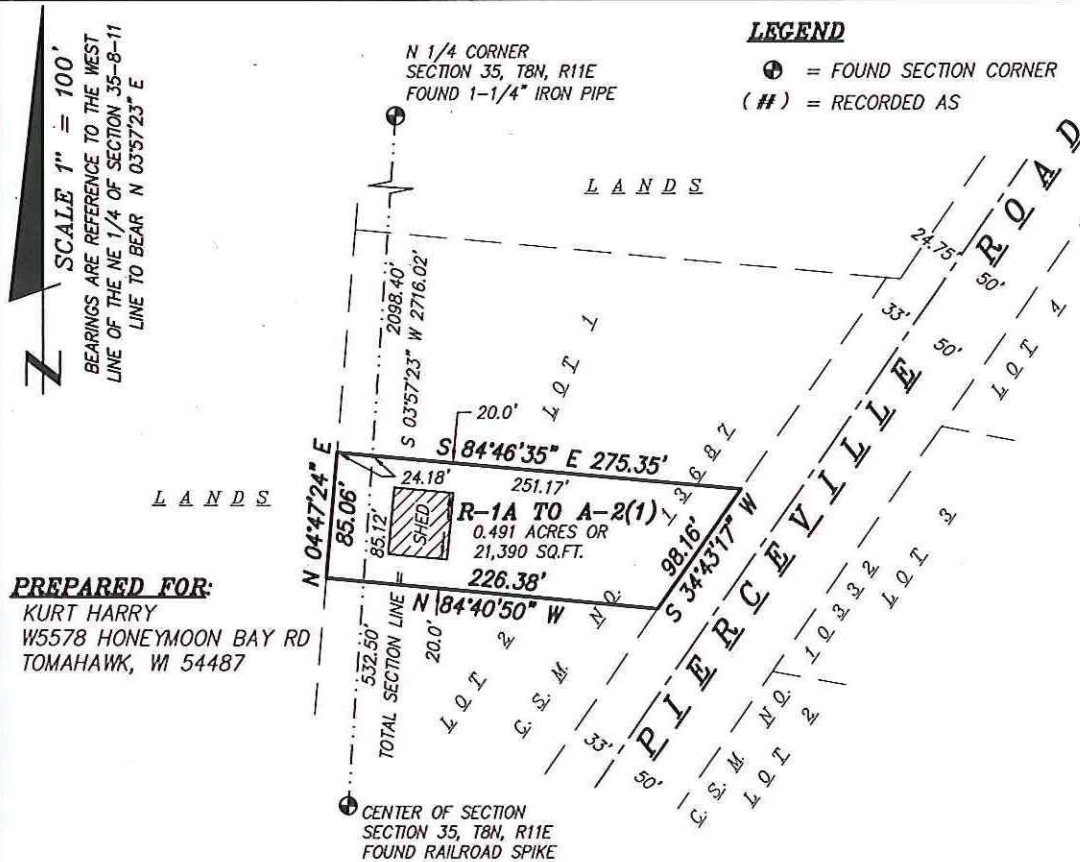 SCALE 1" = 100'
BEARINGS ARE REFERENCE TO THE WEST
LINE OF THE NE 1/4 OF SECTION 35-8-11
LINE TO BEAR N 03°57'23" E
N
N 1/4 CORNER
SECTION 35, T8N, R11E
FOUND 1-1/4" IRON PIPE
LEGEND
= FOUND SECTION CORNER
(#) = RECORDED AS
LANDS
24.75'
50'
33'
50'
PIERCEVILLE ROAD
LOT 4
2098.40'
S 03°57'23" W 2716.02'
LOT 1
20.0'
S 84°46'35" E 275.35'
24.18'
251.17'
LANDS
N 04°47'24" E
85.06'
85.12'
SHED
R-1A TO A-2(1)
0.491 ACRES OR
21,390 SQ.FT.
98.16'
S 34°43'17" W
226.38'
N 84°40'50" W
20.0'
532.50'
TOTAL SECTION LINE =
LOT 2
C.S.M. NO. 13687
LOT 3
C.S.M. NO. 10332
LOT 2
33'
50'
PREPARED FOR:
KURT HARRY
W5578 HONEYMOON BAY RD
TOMAHAWK, WI 54487
CENTER OF SECTION
SECTION 35, T8N, R11E
FOUND RAILROAD SPIKE